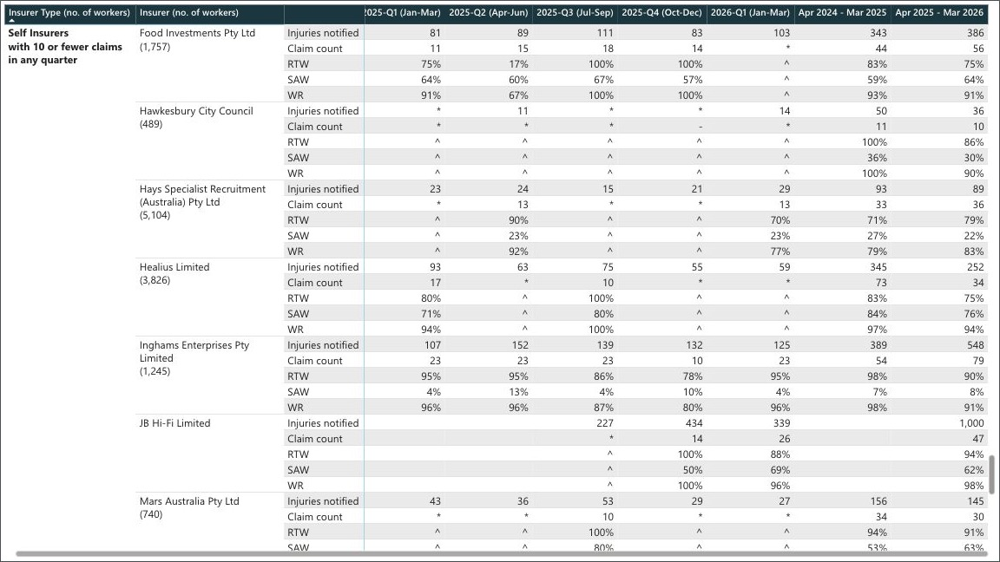 Insurer Type (no. of workers) Insurer (no. of workers) 2025-Q1 (Jan-Mar) 2025-Q2 (Apr-Jun) 2025-Q3 (Jul-Sep) 2025-Q4 (Oct-Dec) 2026-Q1 (Jan-Mar) Apr 2024 - Mar 2025 Apr 2025 - Mar 2026
Self Insurers Food Investments Pty Ltd Injuries notified 81 89 111 83 103 343 386
with 10 or fewer claims (1,757) Claim count 11 15 18 14 * 44 56
in any quarter RTW 75% 17% 100% 100% ^ 83% 75%
SAW 64% 60% 67% 57% ^ 59% 64%
WR 91% 67% 100% 100% ^ 93% 91%
Hawkesbury City Council Injuries notified * 11 * * 14 50 36
(489) Claim count * * * - * 11 10
RTW ^ ^ ^ ^ ^ 100% 86%
SAW ^ ^ ^ ^ ^ 36% 30%
WR ^ ^ ^ ^ ^ 100% 90%
Hays Specialist Recruitment Injuries notified 23 24 15 21 29 93 89
(Australia) Pty Ltd Claim count * 13 * * 13 33 36
(5,104) RTW ^ 90% ^ ^ 70% 71% 79%
SAW ^ 23% ^ ^ 23% 27% 22%
WR ^ 92% ^ ^ 77% 79% 83%
Healius Limited Injuries notified 93 63 75 55 59 345 252
(3,826) Claim count 17 * 10 * * 73 34
RTW 80% ^ 100% ^ ^ 83% 75%
SAW 71% ^ 80% ^ ^ 84% 76%
WR 94% ^ 100% ^ ^ 97% 94%
Inghams Enterprises Pty Injuries notified 107 152 139 132 125 389 548
Limited Claim count 23 23 23 10 23 54 79
(1,245) RTW 95% 95% 86% 78% 95% 98% 90%
SAW 4% 13% 4% 10% 4% 7% 8%
WR 96% 96% 87% 80% 96% 98% 91%
JB Hi-Fi Limited Injuries notified 227 434 339 1,000
Claim count * 14 26 47
RTW ^ 100% 88% 94%
SAW ^ 50% 69% 62%
WR ^ 100% 96% 98%
Mars Australia Pty Ltd Injuries notified 43 36 53 29 27 156 145
(740) Claim count * * 10 * * 34 30
RTW ^ ^ 100% ^ ^ 94% 91%
SAW ^ ^ 80% ^ ^ 53% 63%